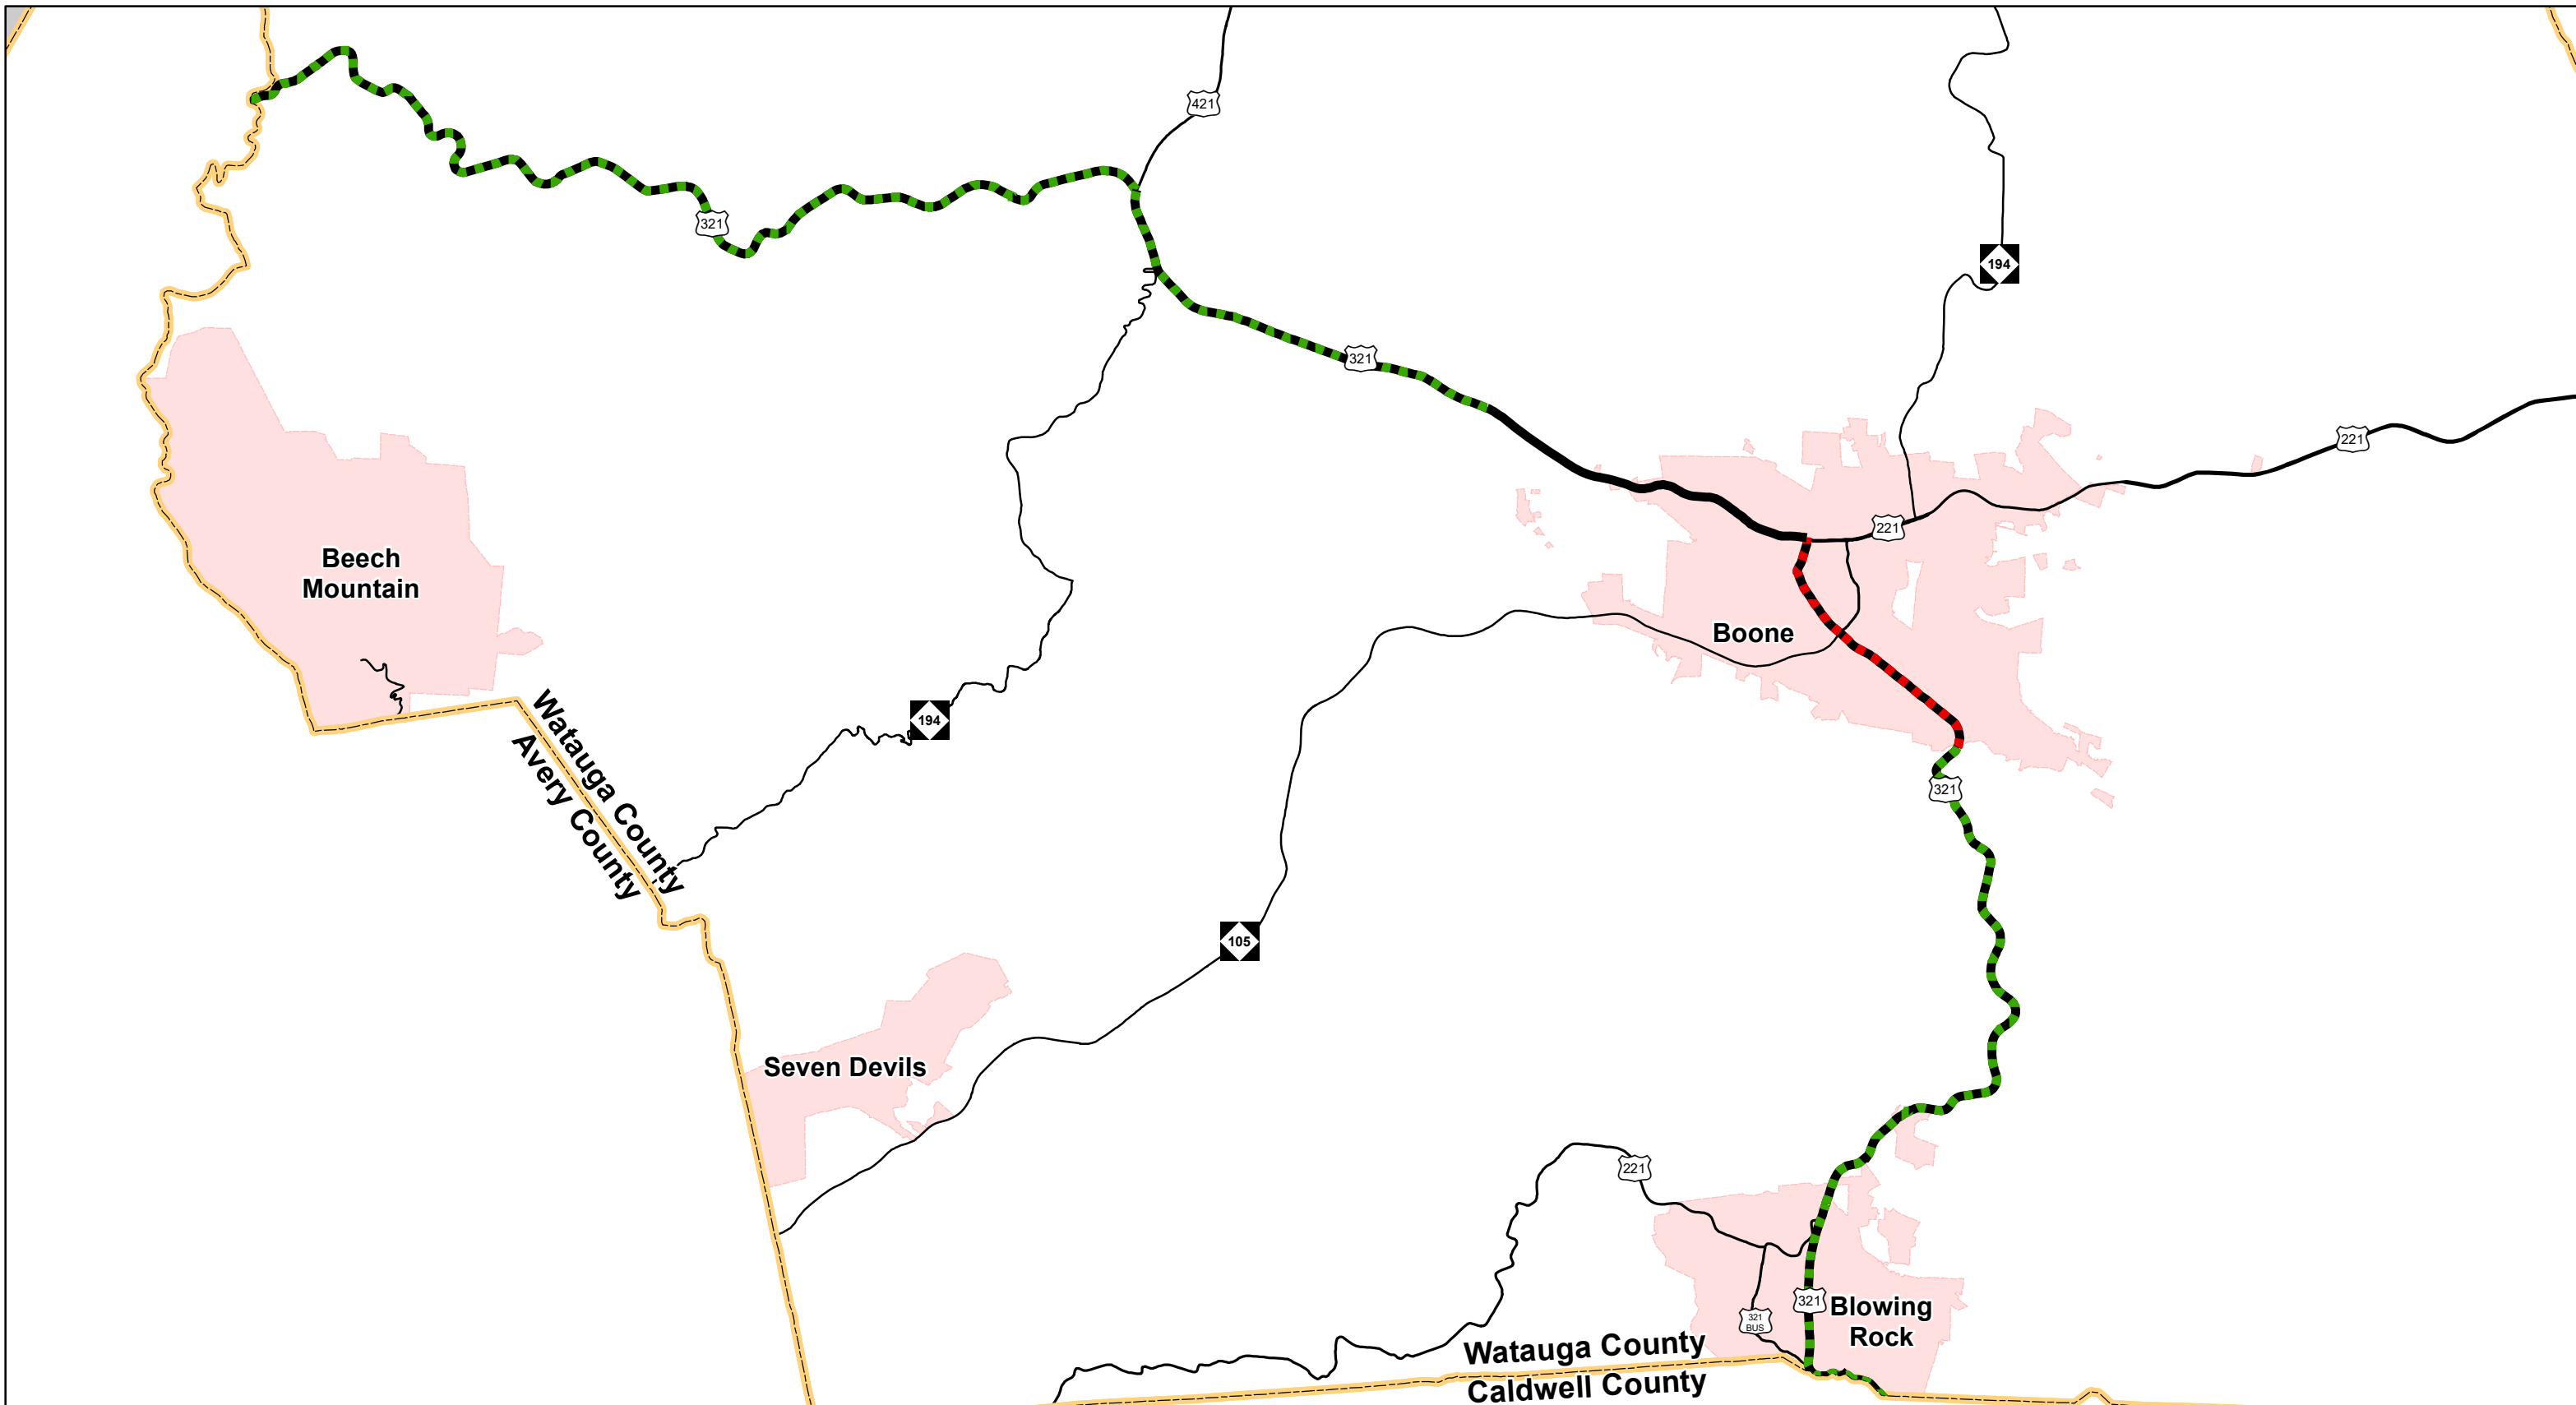 421
321
194
321
221
221
Beech
Mountain
Boone
194
Watauga County
Avery County
321
105
Seven Devils
221
321
Blowing
Rock
321
BUS
Watauga County
Caldwell County